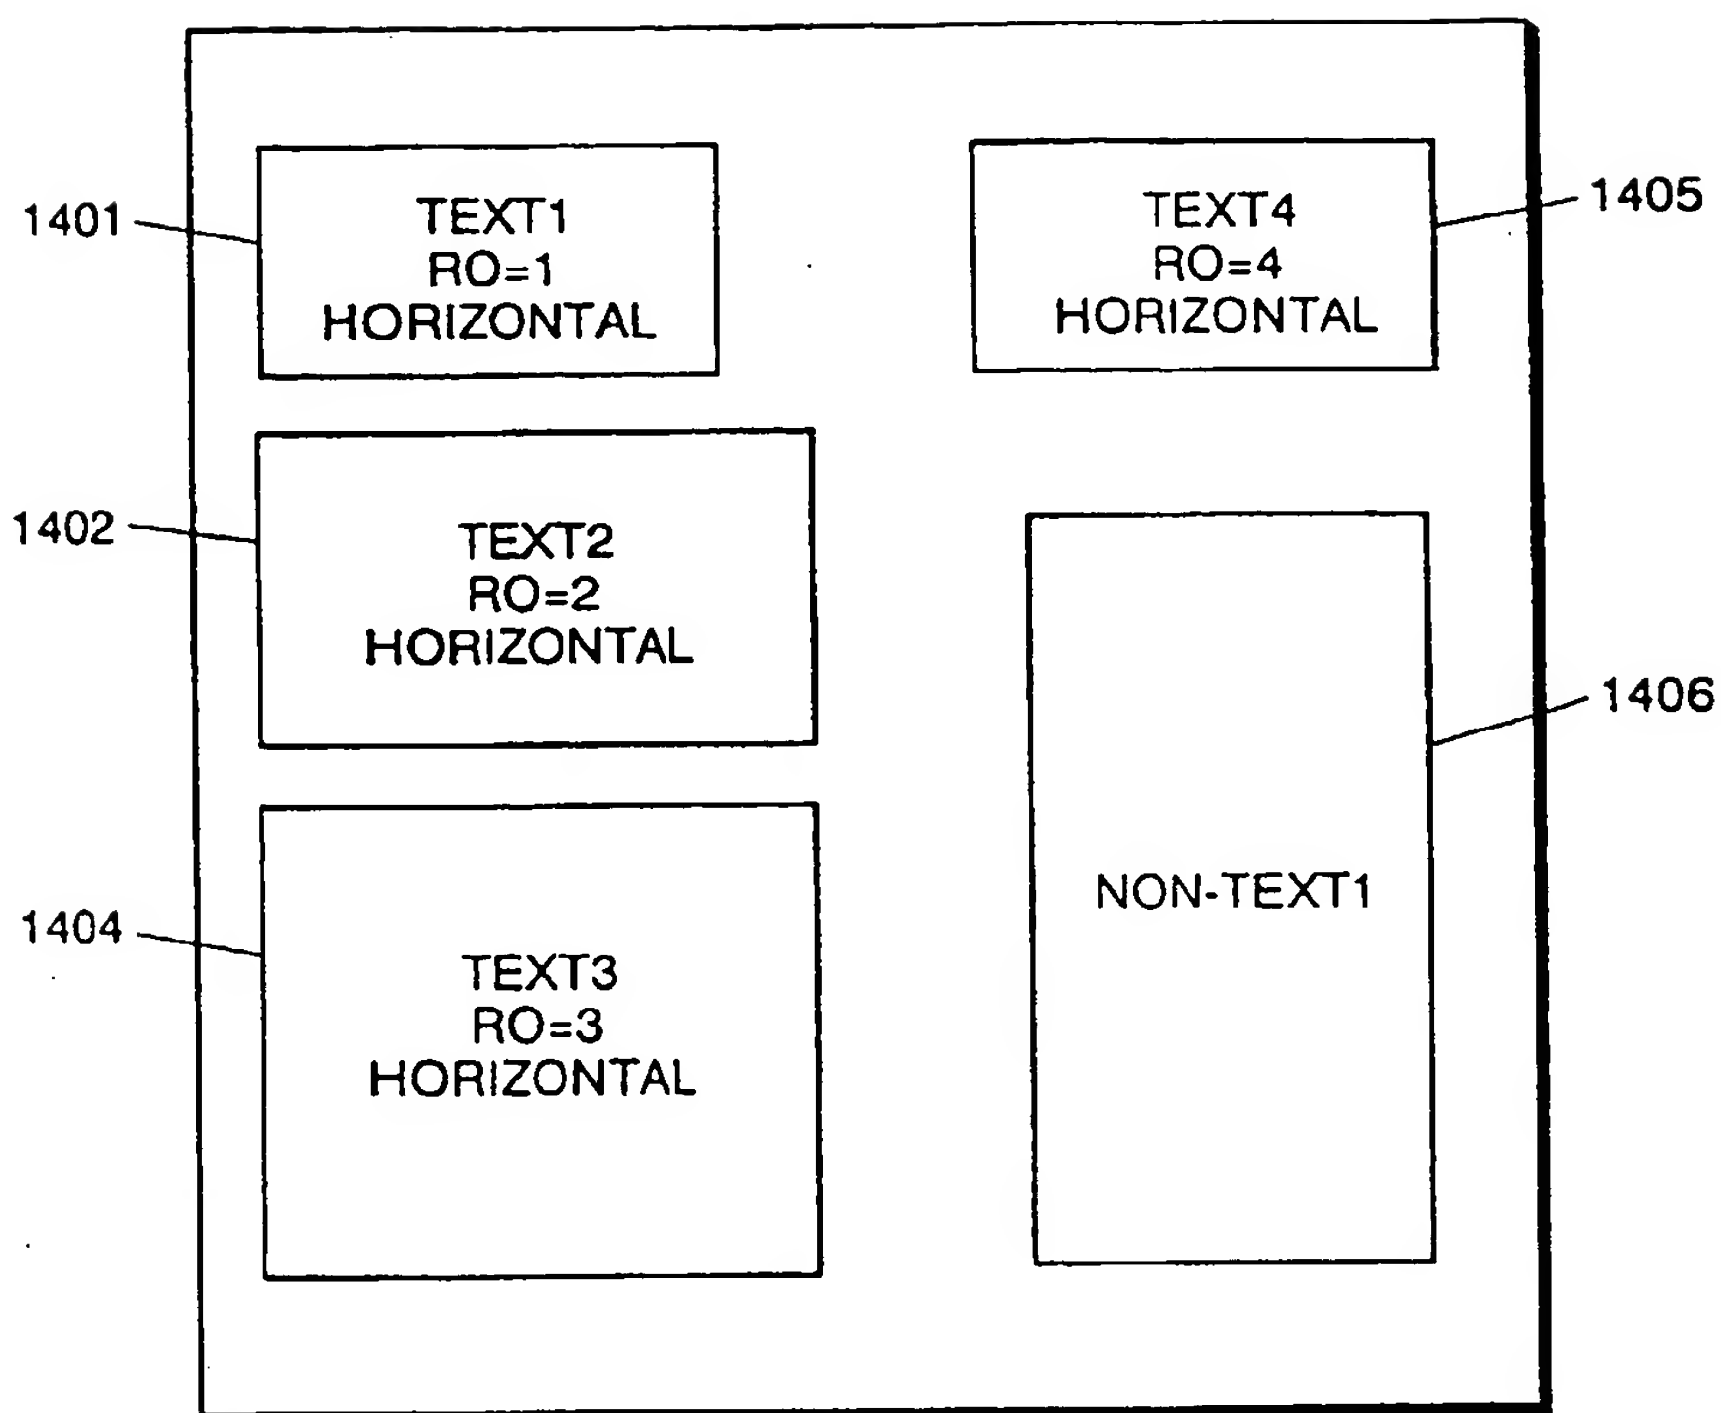 1401
TEXT1
RO=1
HORIZONTAL
1402
TEXT2
RO=2
HORIZONTAL
1404
TEXT3
RO=3
HORIZONTAL
TEXT4
RO=4
HORIZONTAL
1405
NON-TEXT1
1406